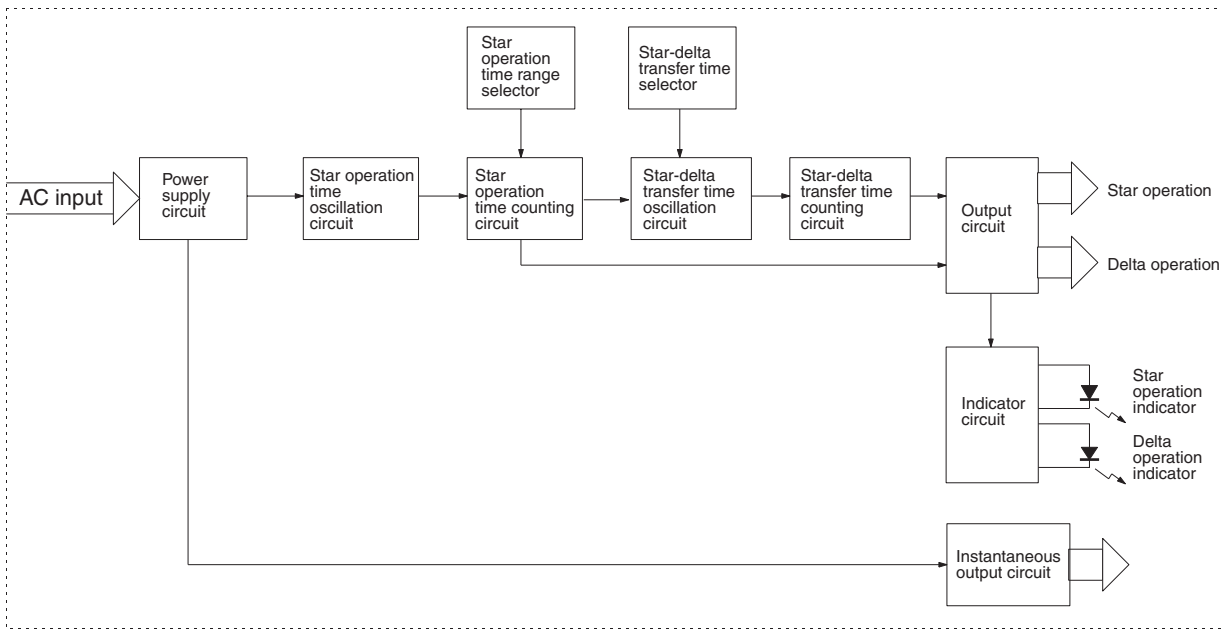 Star
operation
time range
selector
Star-delta
transfer time
selector
AC input
Power
supply
circuit
Star operation
time
oscillation
circuit
Star
operation
time counting
circuit
Star-delta
transfer time
oscillation
circuit
Star-delta
transfer time
counting
circuit
Output
circuit
Star operation
Delta operation
Indicator
circuit
Star
operation
indicator
Delta
operation
indicator
Instantaneous
output circuit